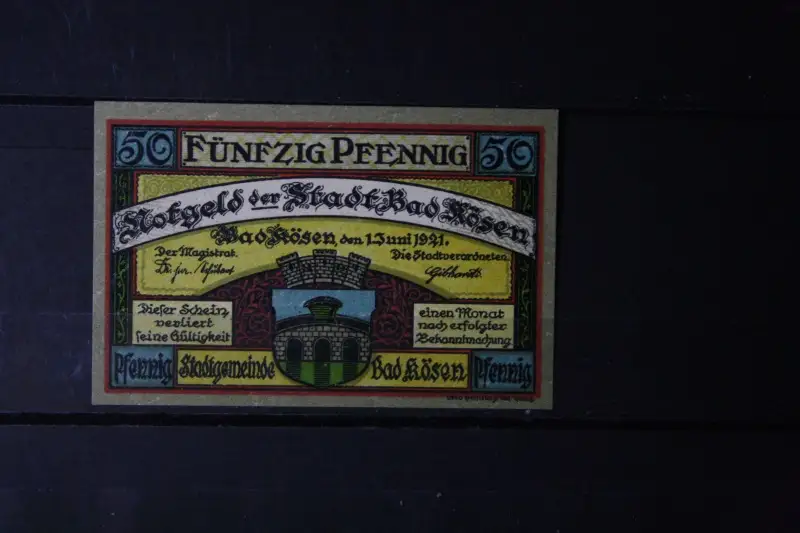 50 FÜNFZIG PFENNIG 50
Notgeld der Stadt Bad Kösen
Bad Kösen, den 1. Juni 1921.
Der Magistrat.
Die Stadtverordneten
Dieser Schein
verliert
seine Gültigkeit
einen Monat
nach erfolgter
Bekanntmachung
Pfennig Stadtgemeinde Bad Kösen Pfennig